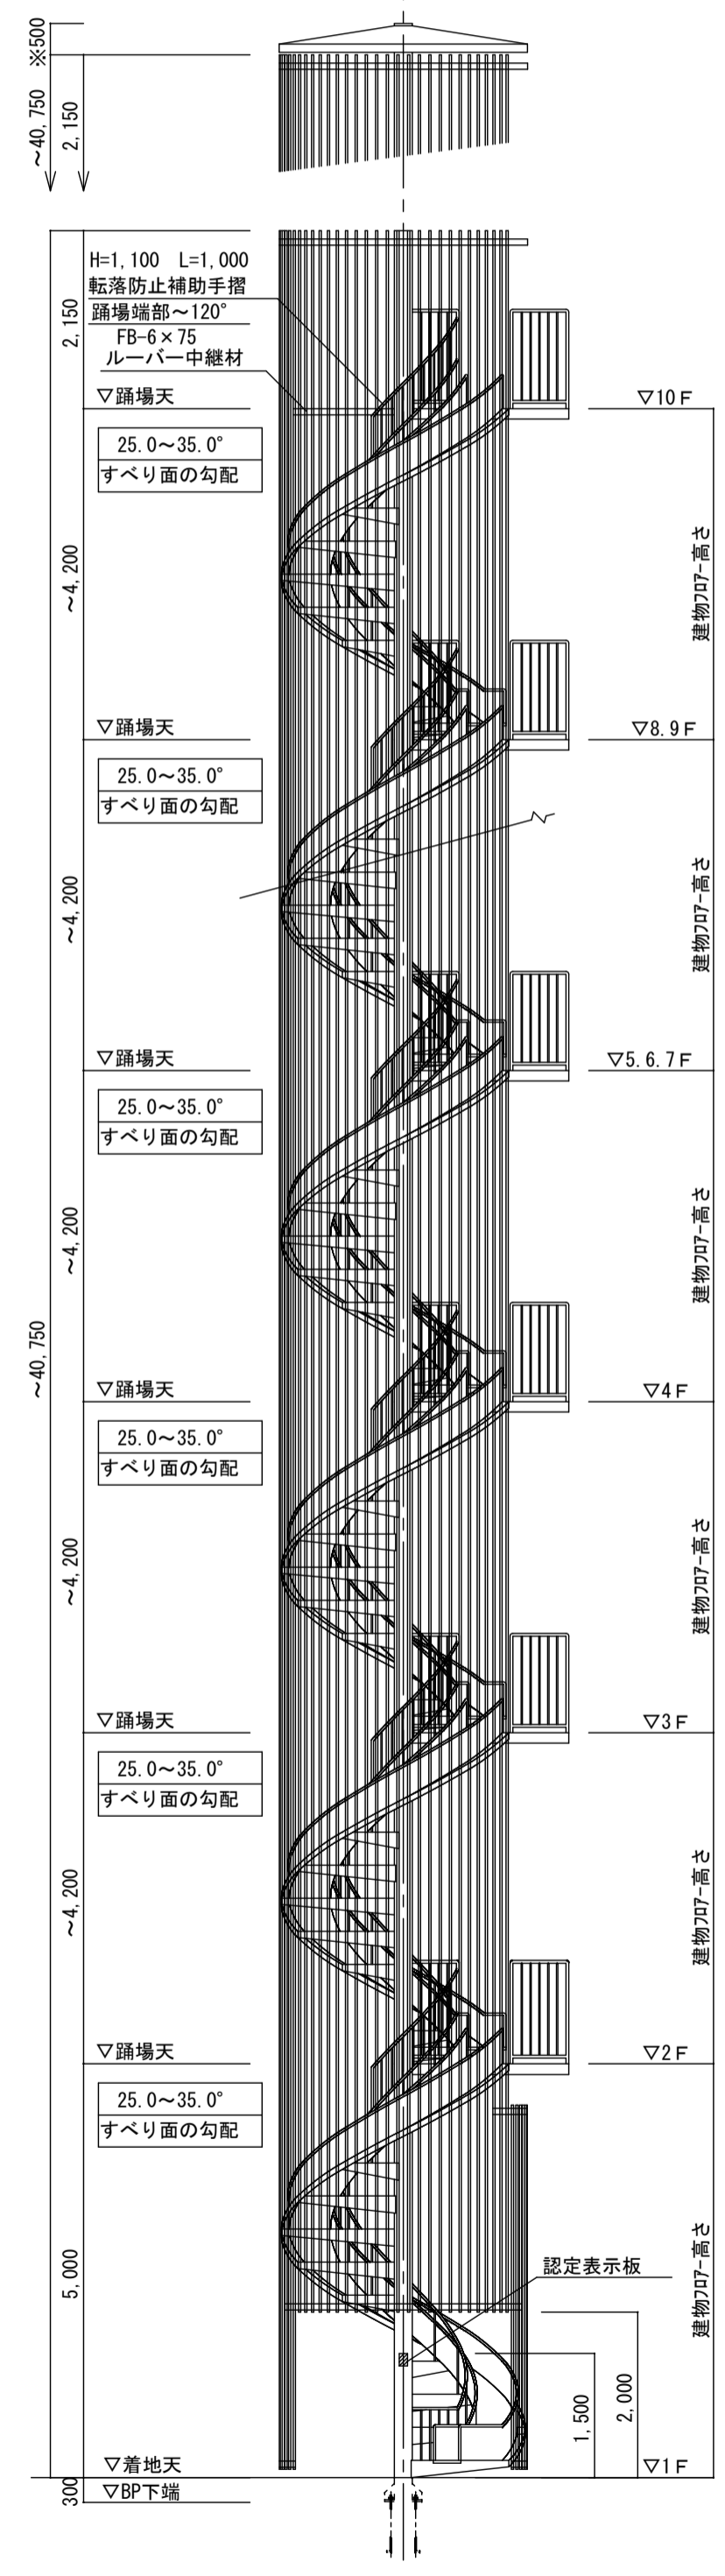 ※500
~40,750
2,150
H=1,100 L=1,000
転落防止補助手摺
踊場端部~120°
FB-6×75
ルーバー中継材
2,150
▽踊場天
▽10F
25.0~35.0°
すべり面の勾配
~4,200
建物フロアー高さ
▽踊場天
▽8.9F
25.0~35.0°
すべり面の勾配
~4,200
建物フロアー高さ
▽踊場天
▽5.6.7F
25.0~35.0°
すべり面の勾配
~4,200
建物フロアー高さ
~40,750
▽踊場天
▽4F
25.0~35.0°
すべり面の勾配
~4,200
建物フロアー高さ
▽踊場天
▽3F
25.0~35.0°
すべり面の勾配
~4,200
建物フロアー高さ
▽踊場天
▽2F
25.0~35.0°
すべり面の勾配
5,000
建物フロアー高さ
認定表示板
1,500
2,000
▽着地天
▽1F
300
▽BP下端